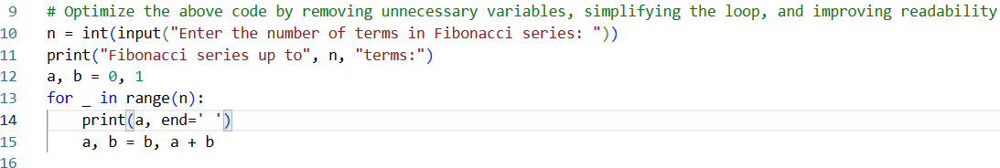 9 # Optimize the above code by removing unnecessary variables, simplifying the loop, and improving readability
10 n = int(input("Enter the number of terms in Fibonacci series: "))
11 print("Fibonacci series up to", n, "terms:")
12 a, b = 0, 1
13 for _ in range(n):
14     print(a, end=' ')
15     a, b = b, a + b
16